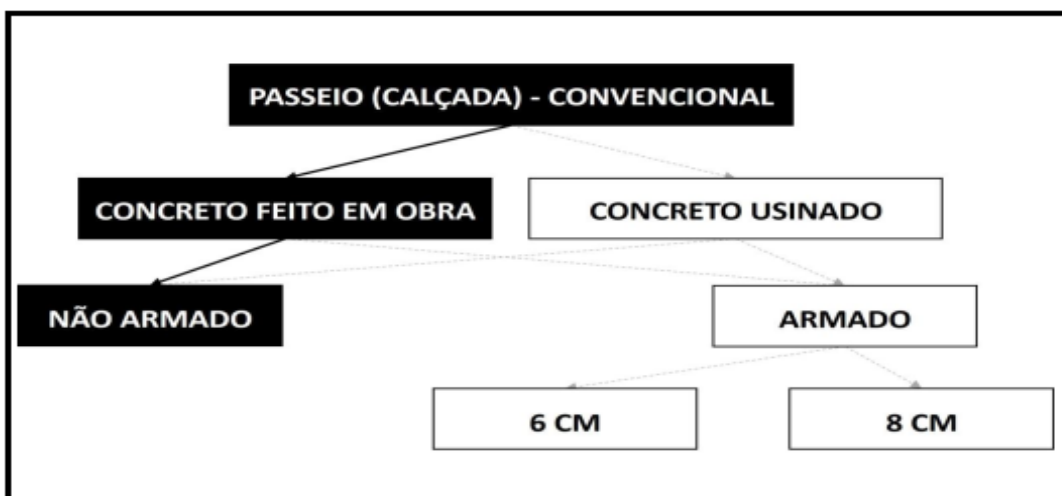 PASSEIO (CALÇADA) - CONVENCIONAL
CONCRETO FEITO EM OBRA
CONCRETO USINADO
NÃO ARMADO
ARMADO
6 CM
8 CM